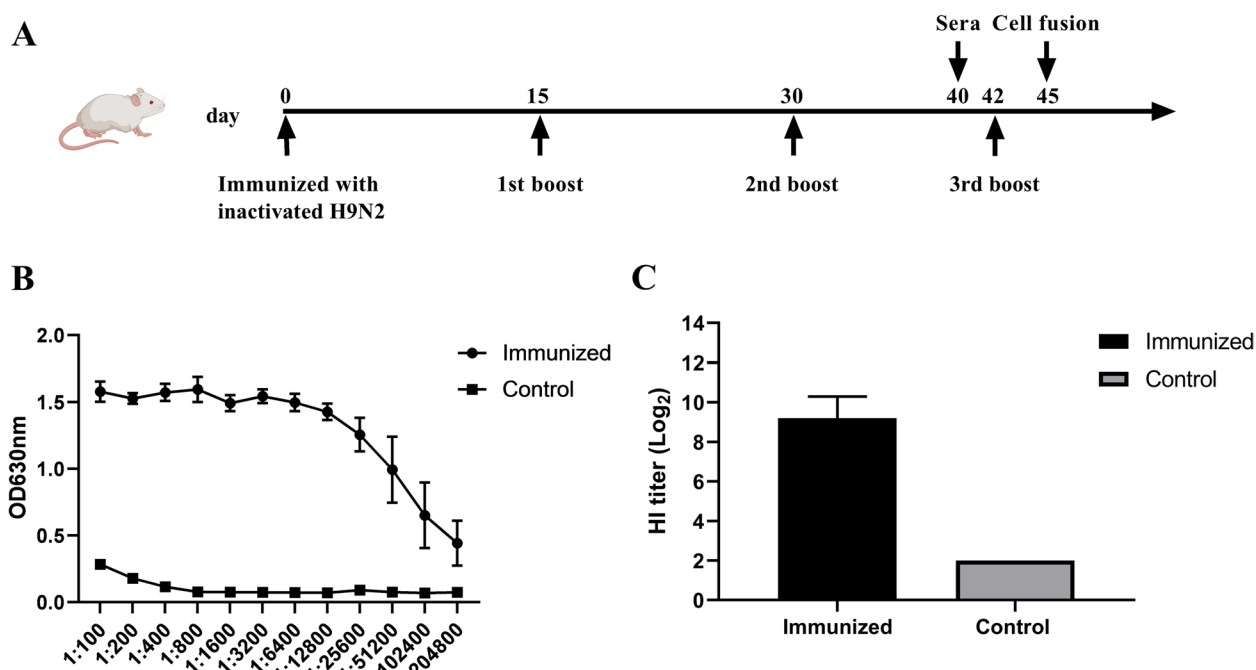 A
Sera Cell fusion
day
0 15 30 40 42 45
Immunized with
inactivated H9N2
1st boost
2nd boost
3rd boost
B
OD630nm
2.0
1.5
1.0
0.5
0.0
Immunized
Control
1:100
1:200
1:400
1:800
1:1600
1:3200
1:6400
1:12800
1:25600
1:51200
102400
204800
C
HI titer (Log2)
14
12
10
8
6
4
2
0
Immunized
Control
Immunized
Control